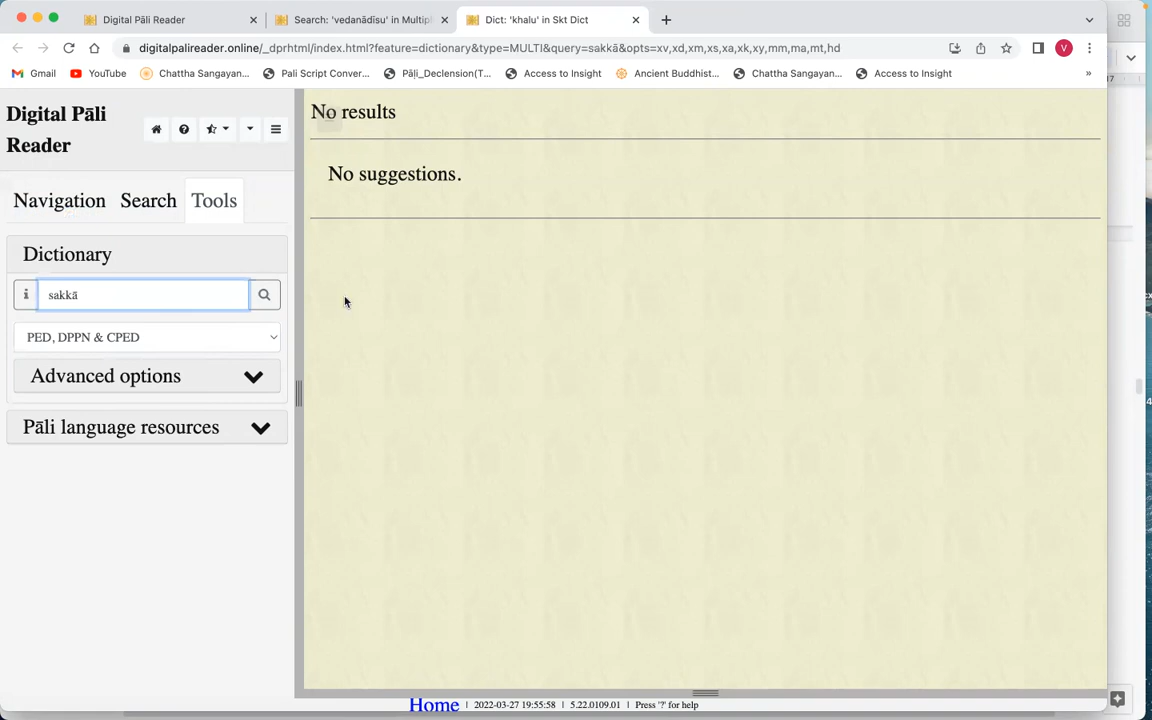 Digital Pāli Reader
Search: 'vedanādisu' in Multipl
Dict: 'khalu' in Skt Dict
digitalpalireader.online/_dprhtml/index.html?feature=dictionary&type=MULTI&query=sakkā&opts=xv,xd,xm,xs,xa,xk,xy,mm,ma,mt,hd
V
Gmail
YouTube
Chattha Sangayan...
Pali Script Conver...
Pāḷi_Declension(T...
Access to Insight
Ancient Buddhist...
Chattha Sangayan...
Access to Insight
»
17
Digital Pāli
Reader
Navigation
Search
Tools
Dictionary
sakkā
PED, DPPN & CPED
Advanced options
Pāli language resources
No results
No suggestions.
Home | 2022-03-27 19:55:58 | 5.22.0109.01 | Press '?' for help